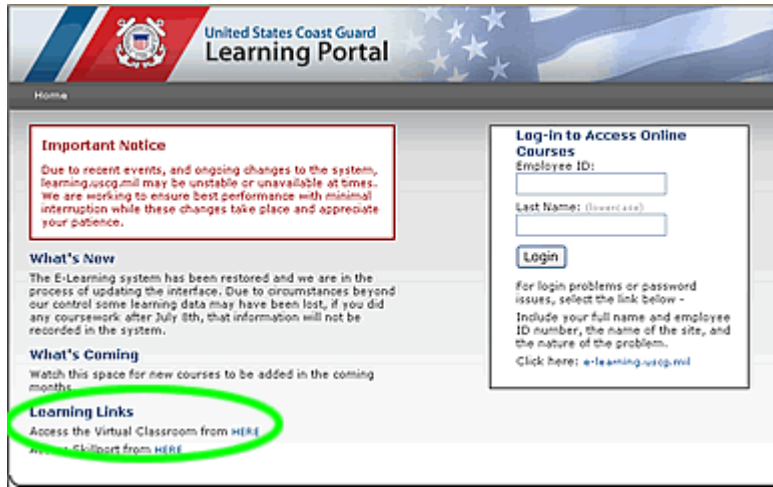 United States Coast Guard
Learning Portal
Home
Important Notice
Due to recent events, and ongoing changes to the system,
learning.uscg.mil may be unstable or unavailable at times.
We are working to ensure best performance with minimal
interruption while these changes take place and appreciate
your patience.
What's New
The E-Learning system has been restored and we are in the
process of updating the interface. Due to circumstances beyond
our control some learning data may have been lost, if you did
any coursework after July 8th, that information will not be
recorded in the system.
What's Coming
Watch this space for new courses to be added in the coming
months.
Learning Links
Access the Virtual Classroom from HERE
Access Skillport from HERE
Log-in to Access Online
Courses
Employee ID:
Last Name: (lowercase)
Login
For login problems or password
issues, select the link below -
Include your full name and employee
ID number, the name of the site, and
the nature of the problem.
Click here: e-learning.uscg.mil